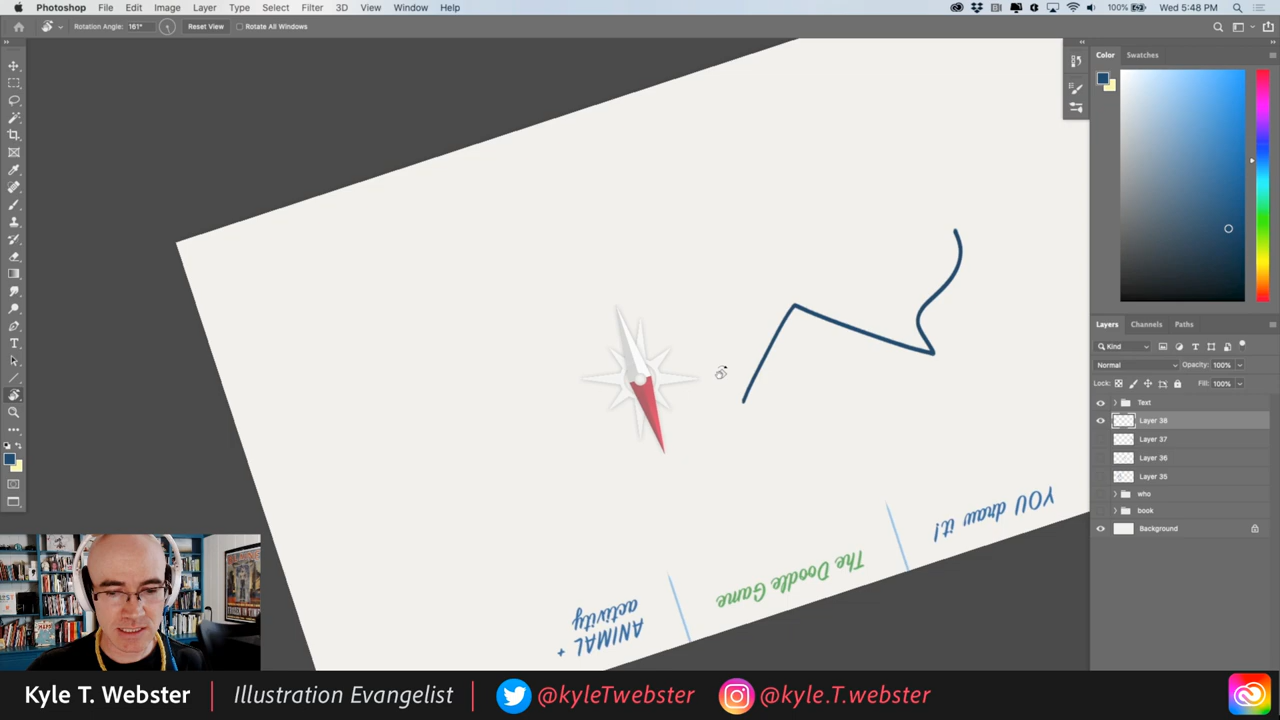 Photoshop File Edit Image Layer Type Select Filter 3D View Window Help 100% Wed 5:48 PM
Rotation Angle: 161° Reset View Rotate All Windows
Color Swatches
Layers Channels Paths
Kind
Normal Opacity: 100%
Lock: Fill: 100%
Text
Layer 38
Layer 37
Layer 36
Layer 35
who
book
Background
YOU draw it!
The Doodle Game
ANIMAL +
activity
Kyle T. Webster | Illustration Evangelist | @kyleTwebster @kyle.T.webster